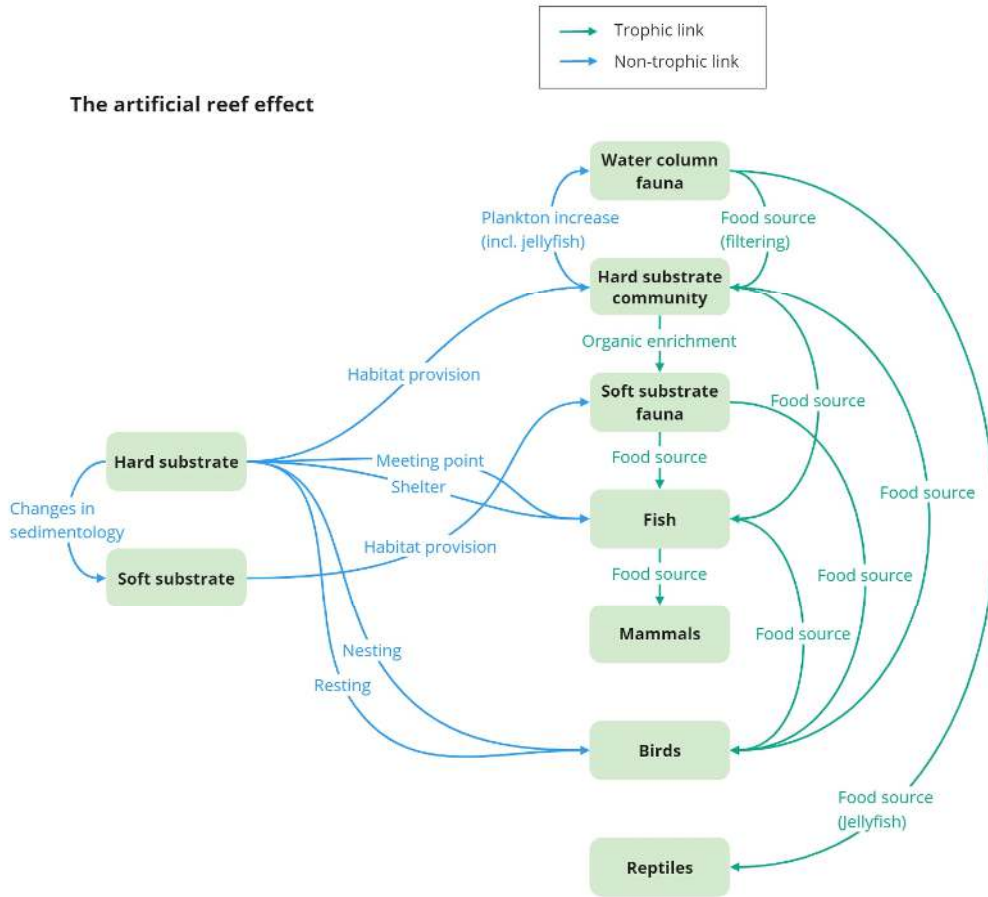 Trophic link
Non-trophic link
The artificial reef effect
Water column
fauna
Plankton increase
(incl. jellyfish)
Food source
(filtering)
Hard substrate
community
Organic enrichment
Habitat provision
Soft substrate
fauna
Food source
Hard substrate
Meeting point
Food source
Shelter
Food source
Changes in
sedimentology
Fish
Habitat provision
Soft substrate
Food source
Food source
Mammals
Food source
Nesting
Resting
Birds
Food source
(Jellyfish)
Reptiles